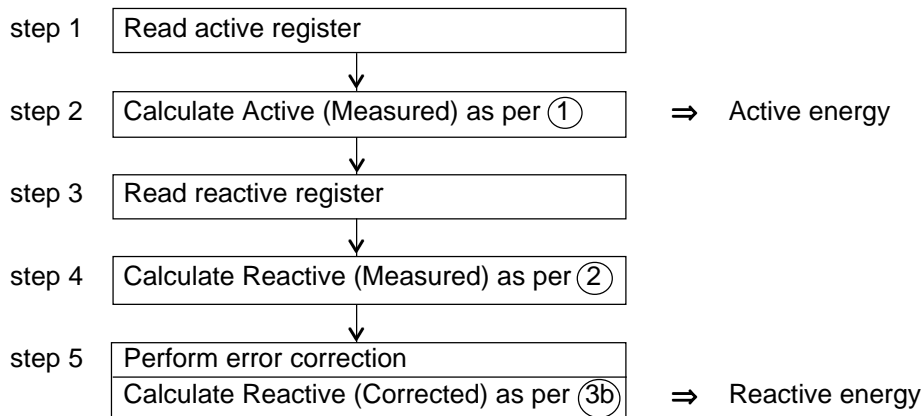 step 1 Read active register
step 2 Calculate Active (Measured) as per 1 ⇒ Active energy
step 3 Read reactive register
step 4 Calculate Reactive (Measured) as per 2
step 5 Perform error correction
Calculate Reactive (Corrected) as per 3b ⇒ Reactive energy